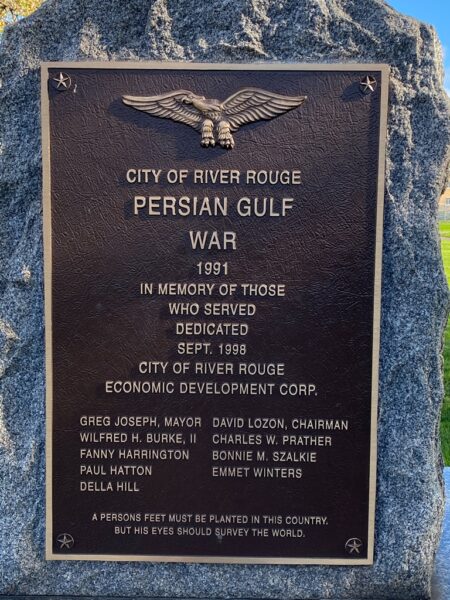 CITY OF RIVER ROUGE
PERSIAN GULF
WAR
1991
IN MEMORY OF THOSE
WHO SERVED
DEDICATED
SEPT. 1998
CITY OF RIVER ROUGE
ECONOMIC DEVELOPMENT CORP.
GREG JOSEPH, MAYOR DAVID LOZON, CHAIRMAN
WILFRED H. BURKE, II CHARLES W. PRATHER
FANNY HARRINGTON BONNIE M. SZALKIE
PAUL HATTON EMMET WINTERS
DELLA HILL
A PERSONS FEET MUST BE PLANTED IN THIS COUNTRY.
BUT HIS EYES SHOULD SURVEY THE WORLD.